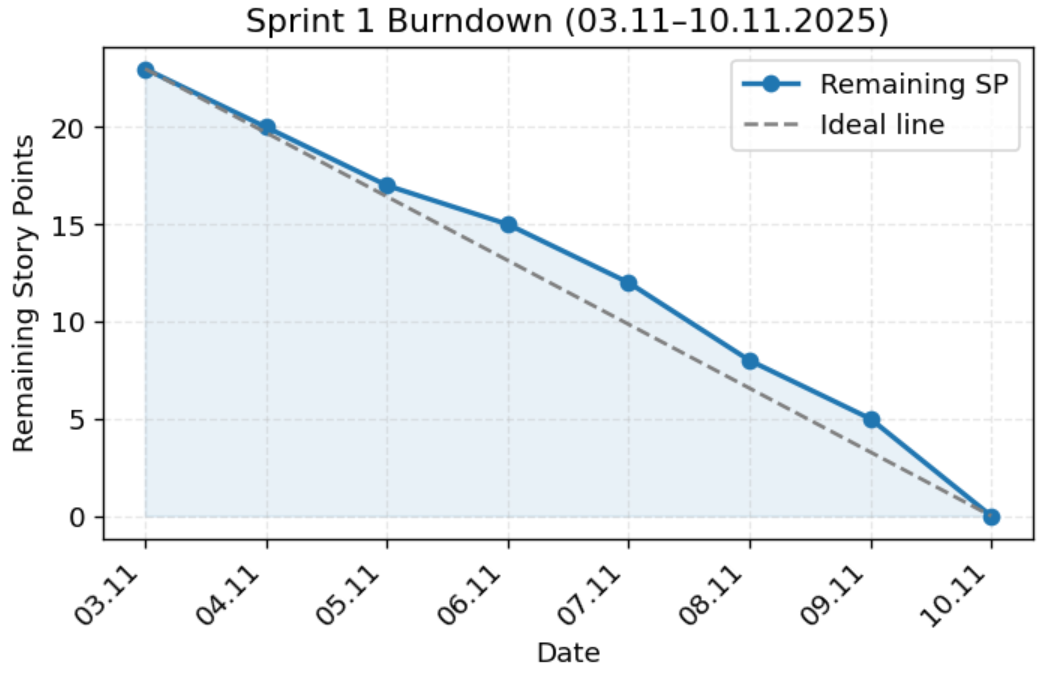 Sprint 1 Burndown (03.11–10.11.2025)
Remaining SP
Ideal line
Remaining Story Points
20
15
10
5
0
03.11
04.11
05.11
06.11
07.11
08.11
09.11
10.11
Date